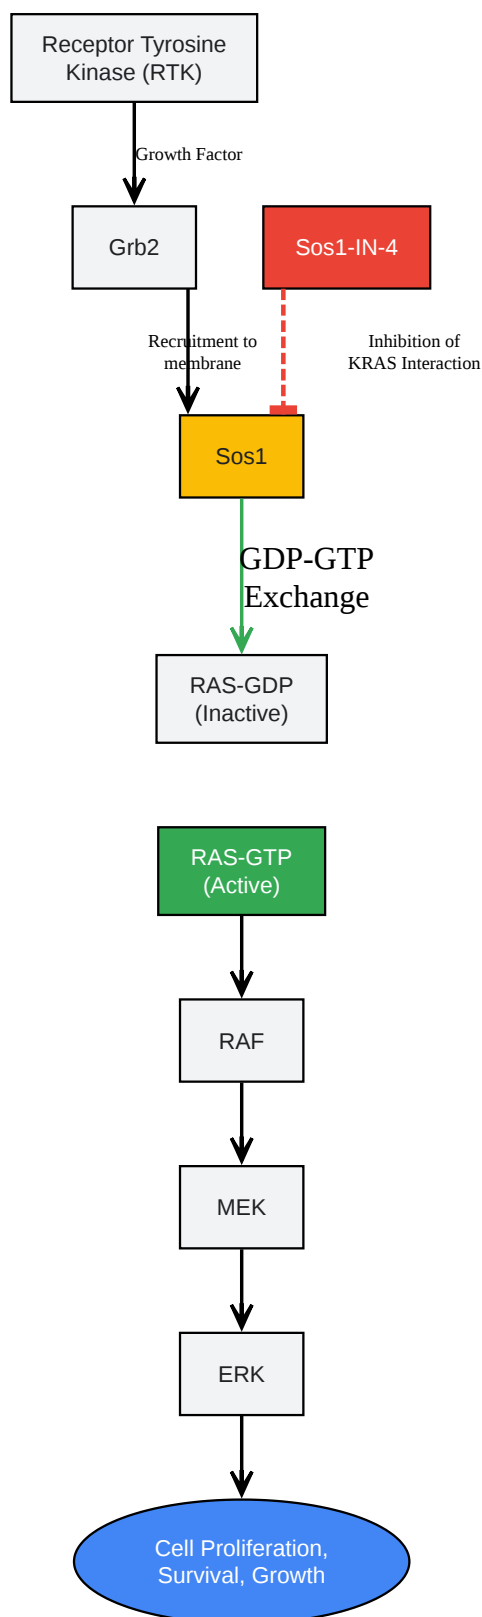 Receptor Tyrosine
Kinase (RTK)
Growth Factor
Grb2
Sos1-IN-4
Recruitment to
membrane
Inhibition of
KRAS Interaction
Sos1
GDP-GTP
Exchange
RAS-GDP
(Inactive)
RAS-GTP
(Active)
RAF
MEK
ERK
Cell Proliferation,
Survival, Growth